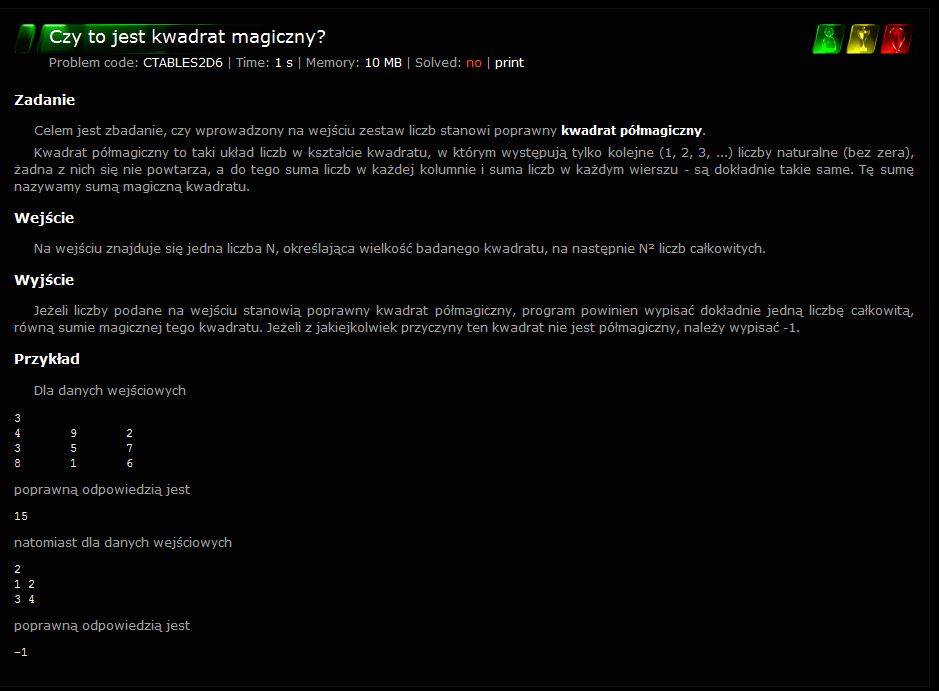 Czy to jest kwadrat magiczny?
Problem code: CTABLES2D6 | Time: 1 s | Memory: 10 MB | Solved: no | print
Zadanie
Celem jest zbadanie, czy wprowadzony na wejściu zestaw liczb stanowi poprawny kwadrat półmagiczny.
Kwadrat półmagiczny to taki układ liczb w kształcie kwadratu, w którym występują tylko kolejne (1, 2, 3, ...) liczby naturalne (bez zera),
żadna z nich się nie powtarza, a do tego suma liczb w każdej kolumnie i suma liczb w każdym wierszu - są dokładnie takie same. Tę sumę
nazywamy sumą magiczną kwadratu.
Wejście
Na wejściu znajduje się jedna liczba N, określająca wielkość badanego kwadratu, na następnie N² liczb całkowitych.
Wyjście
Jeżeli liczby podane na wejściu stanowią poprawny kwadrat półmagiczny, program powinien wypisać dokładnie jedną liczbę całkowitą,
równą sumie magicznej tego kwadratu. Jeżeli z jakiejkolwiek przyczyny ten kwadrat nie jest półmagiczny, należy wypisać -1.
Przykład
Dla danych wejściowych
3
4 9 2
3 5 7
8 1 6
poprawną odpowiedzią jest
15
natomiast dla danych wejściowych
2
1 2
3 4
poprawną odpowiedzią jest
-1